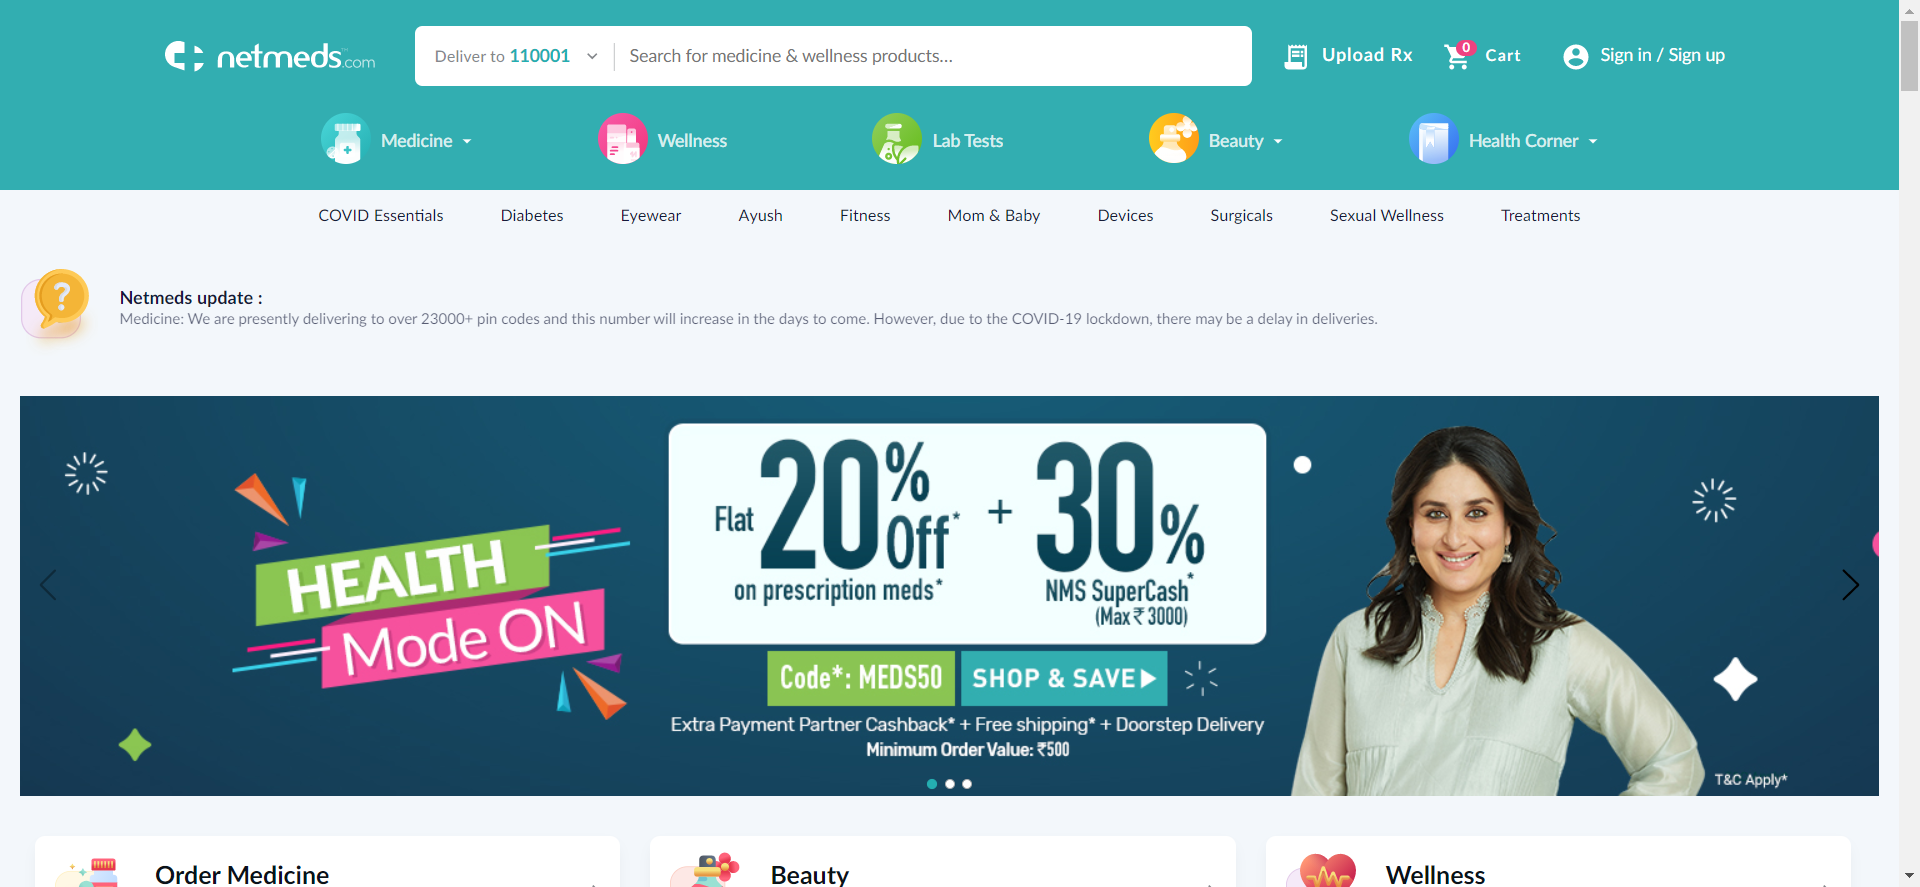 netmeds.com
Deliver to 110001
Search for medicine & wellness products...
Upload Rx
0
Cart
Sign in / Sign up
Medicine
Wellness
Lab Tests
Beauty
Health Corner
COVID Essentials
Diabetes
Eyewear
Ayush
Fitness
Mom & Baby
Devices
Surgicals
Sexual Wellness
Treatments
?
Netmeds update :
Medicine: We are presently delivering to over 23000+ pin codes and this number will increase in the days to come. However, due to the COVID-19 lockdown, there may be a delay in deliveries.
HEALTH
Mode ON
Flat 20% Off*
on prescription meds*
+
30%
NMS SuperCash*
(Max ₹ 3000)
Code*: MEDS50
SHOP & SAVE
Extra Payment Partner Cashback* + Free shipping* + Doorstep Delivery
Minimum Order Value: ₹500
T&C Apply*
Order Medicine
Beauty
Wellness